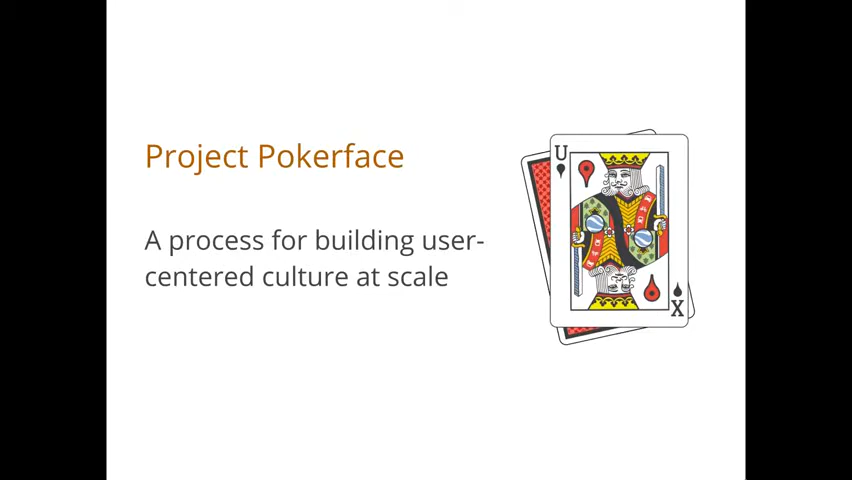 Project Pokerface
A process for building user-
centered culture at scale
U
X